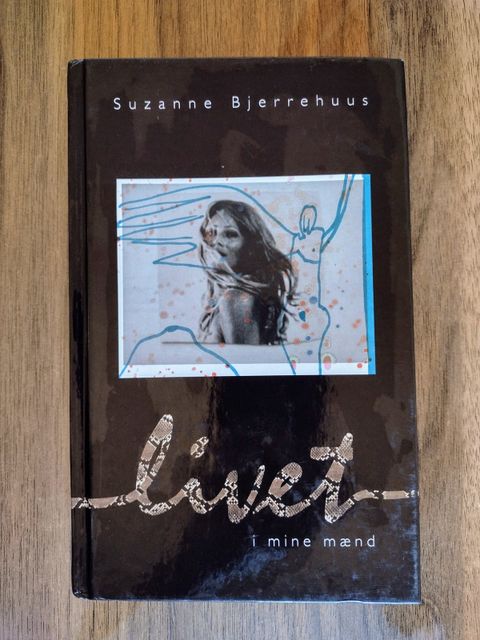 Suzanne Bjerrehuus
livet
i mine mænd